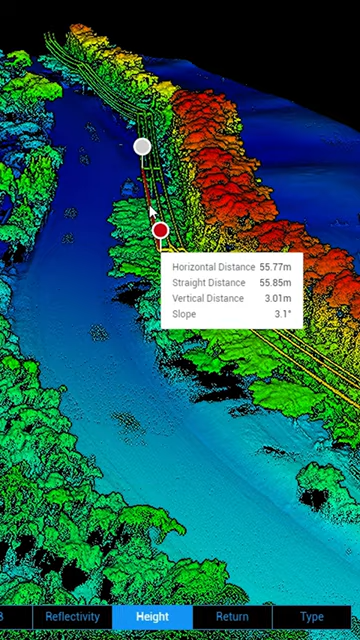 Horizontal Distance 55.77m
Straight Distance 55.85m
Vertical Distance 3.01m
Slope 3.1°
Reflectivity Height Return Type